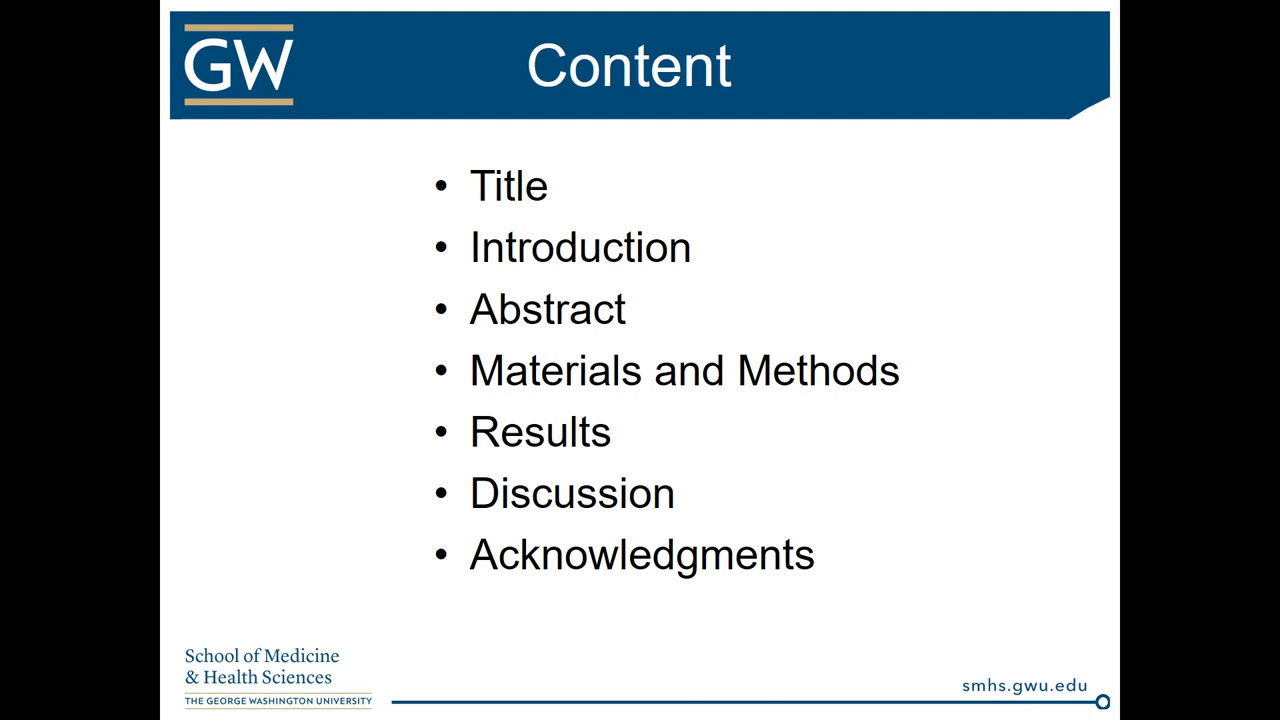 GW
Content
• Title
• Introduction
• Abstract
• Materials and Methods
• Results
• Discussion
• Acknowledgments
School of Medicine
& Health Sciences
THE GEORGE WASHINGTON UNIVERSITY
smhs.gwu.edu